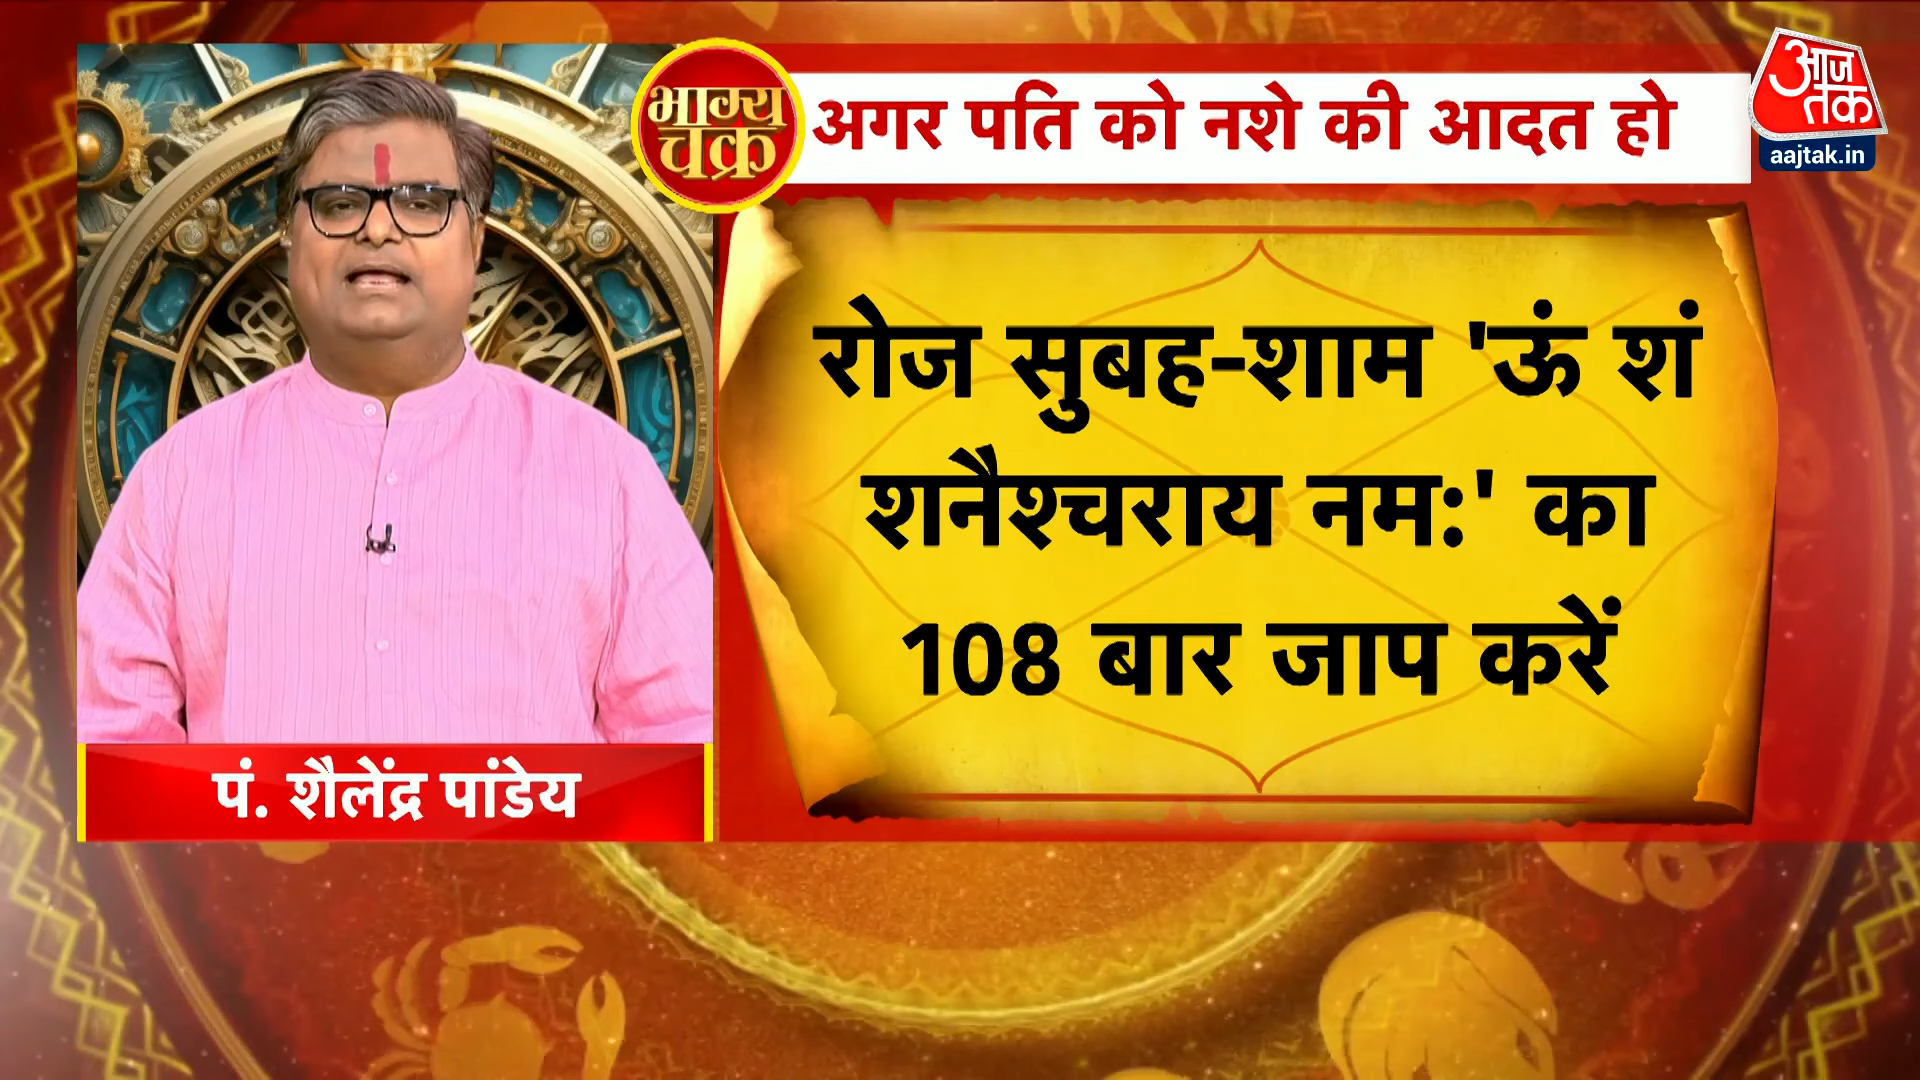 भाग्य
चक्र
अगर पति को नशे की आदत हो
आज
तक
aajtak.in
रोज सुबह-शाम 'ऊं शं
शनैश्चराय नम:' का
108 बार जाप करें
पं. शैलेंद्र पांडेय